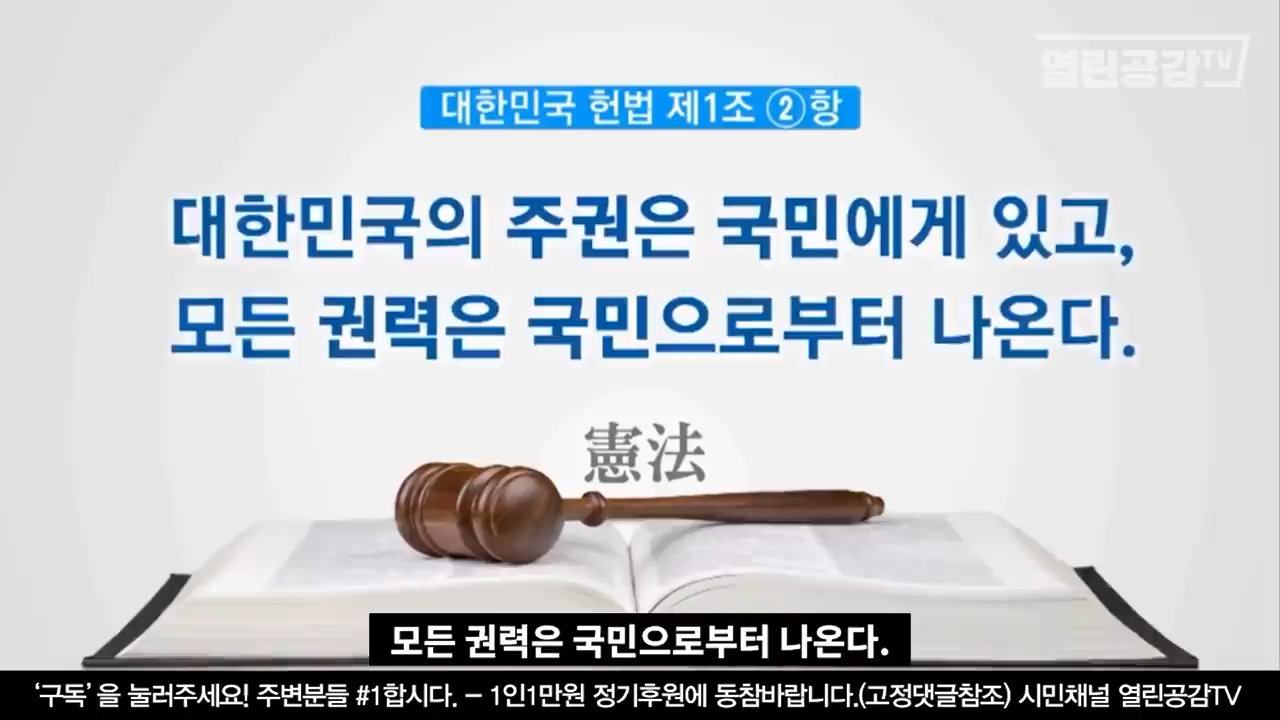 열린공감TV
대한민국 헌법 제1조 ②항
대한민국의 주권은 국민에게 있고,
모든 권력은 국민으로부터 나온다.
憲法
모든 권력은 국민으로부터 나온다.
‘구독’ 을 눌러주세요! 주변분들 #1합시다. – 1인1만원 정기후원에 동참바랍니다.(고정댓글참조) 시민채널 열린공감TV